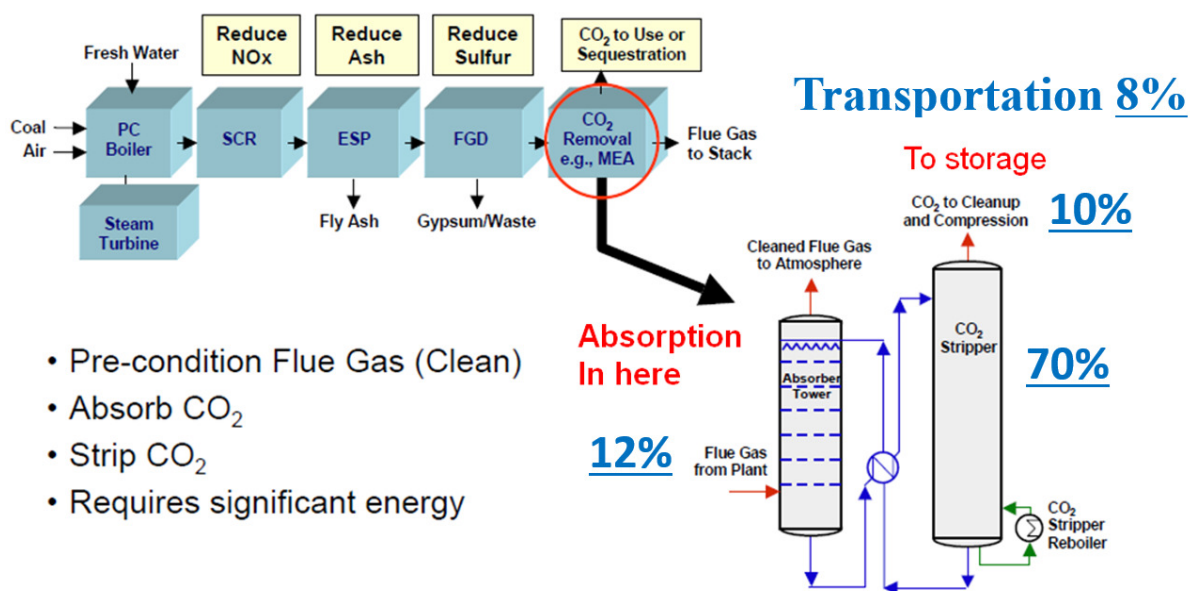 Reduce
NOx
Reduce
Ash
Reduce
Sulfur
CO₂ to Use or
Sequestration
Fresh Water
Coal
Air
PC
Boiler
SCR
ESP
FGD
CO₂
Removal
e.g., MEA
Flue Gas
to Stack
Steam
Turbine
Fly Ash
Gypsum/Waste
Transportation 8%
To storage
CO₂ to Cleanup
and Compression
10%
Cleaned Flue Gas
to Atmosphere
Absorption
In here
Absorber
Tower
CO₂
Stripper
70%
12%
Flue Gas
from Plant
CO₂
Stripper
Reboiler
• Pre-condition Flue Gas (Clean)
• Absorb CO₂
• Strip CO₂
• Requires significant energy